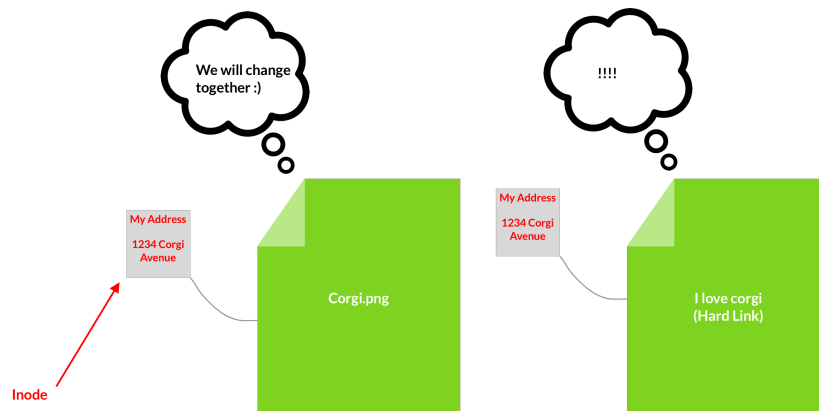 We will change
together :)
!!!!
My Address
1234 Corgi
Avenue
My Address
1234 Corgi
Avenue
Corgi.png
I love corgi
(Hard Link)
Inode